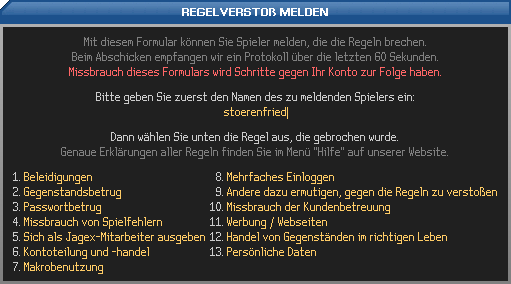 REGELVERSTOß MELDEN
Mit diesem Formular können Sie Spieler melden, die die Regeln brechen.
Beim Abschicken empfangen wir ein Protokoll über die letzten 60 Sekunden.
Missbrauch dieses Formulars wird Schritte gegen Ihr Konto zur Folge haben.
Bitte geben Sie zuerst den Namen des zu meldenden Spielers ein:
stoerenfried|
Dann wählen Sie unten die Regel aus, die gebrochen wurde.
Genaue Erklärungen aller Regeln finden Sie im Menü "Hilfe" auf unserer Website.
1. Beleidigungen
2. Gegenstandsbetrug
3. Passwortbetrug
4. Missbrauch von Spielfehlern
5. Sich als Jagex-Mitarbeiter ausgeben
6. Kontoteilung und -handel
7. Makrobenutzung
8. Mehrfaches Einloggen
9. Andere dazu ermutigen, gegen die Regeln zu verstoßen
10. Missbrauch der Kundenbetreuung
11. Werbung / Webseiten
12. Handel von Gegenständen im richtigen Leben
13. Persönliche Daten